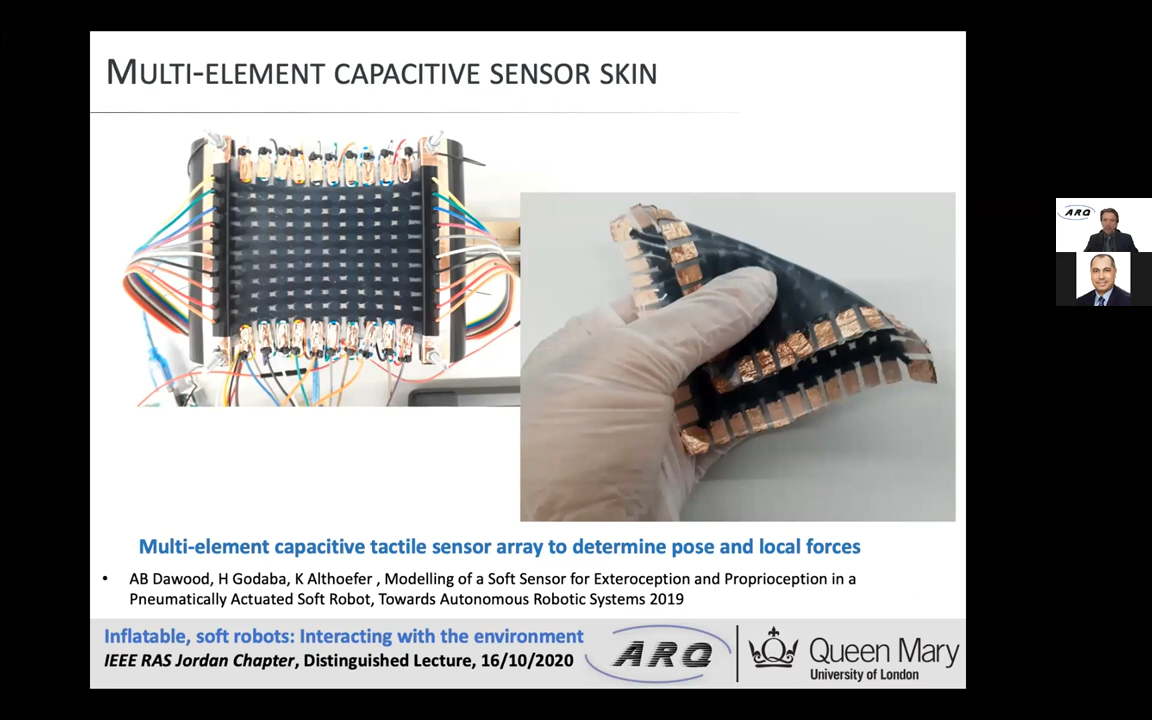 MULTI-ELEMENT CAPACITIVE SENSOR SKIN
ARQ
Multi-element capacitive tactile sensor array to determine pose and local forces
• AB Dawood, H Godaba, K Althoefer , Modelling of a Soft Sensor for Exteroception and Proprioception in a
Pneumatically Actuated Soft Robot, Towards Autonomous Robotic Systems 2019
Inflatable, soft robots: Interacting with the environment
IEEE RAS Jordan Chapter, Distinguished Lecture, 16/10/2020
ARQ
Queen Mary
University of London